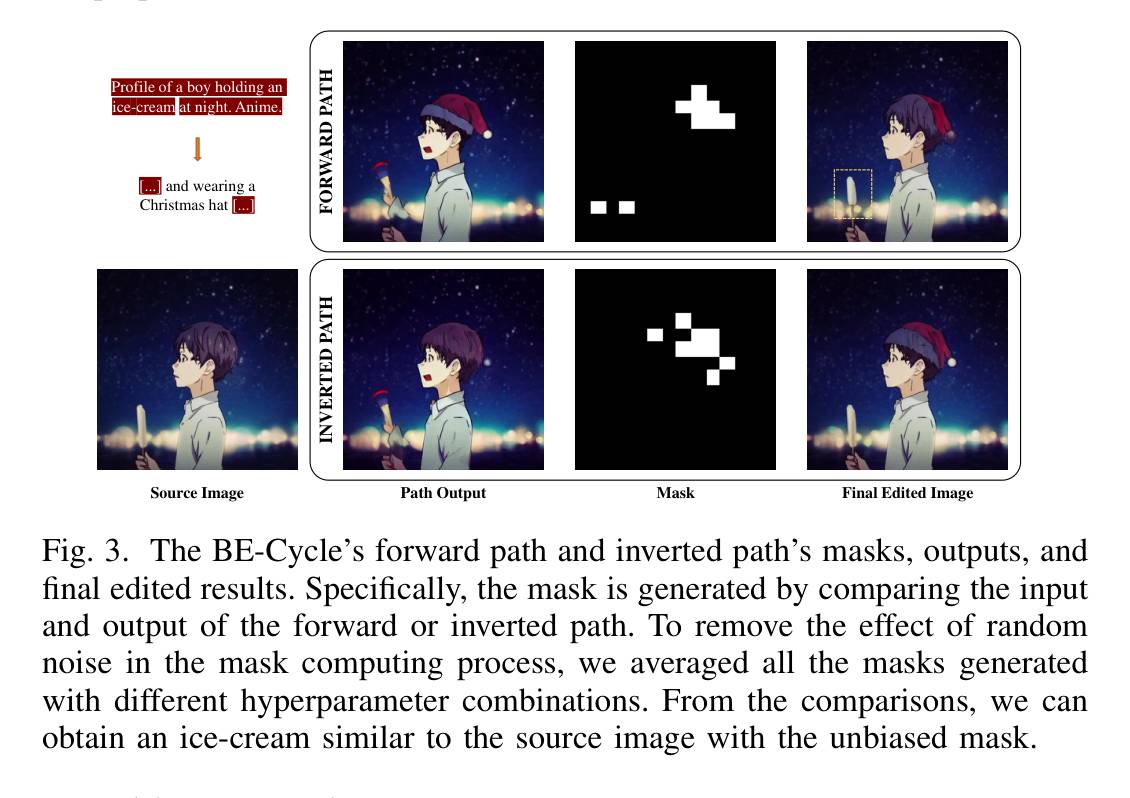 Profile of a boy holding an
ice-cream at night. Anime.
[...] and wearing a
Christmas hat [...]
FORWARD PATH
INVERTED PATH
Source Image
Path Output
Mask
Final Edited Image
Fig. 3. The BE-Cycle's forward path and inverted path's masks, outputs, and
final edited results. Specifically, the mask is generated by comparing the input
and output of the forward or inverted path. To remove the effect of random
noise in the mask computing process, we averaged all the masks generated
with different hyperparameter combinations. From the comparisons, we can
obtain an ice-cream similar to the source image with the unbiased mask.